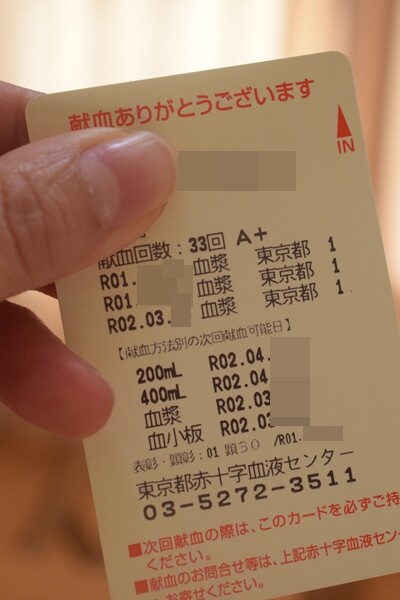 献血ありがとうございます
IN
献血回数：33回 A+
R01. 血漿 東京都 1
R01. 血漿 東京都 1
R02.03. 血漿 東京都 1
【献血方法別の次回献血可能日】
200mL R02.04.
400mL R02.04
血漿 R02.03
血小板 R02.03
表彰・顕彰：01 顕30 /R01.
東京都赤十字血液センター
03-5272-3511
■次回献血の際は、このカードを必ずご持
ください。
■献血のお問合せ等は、上記赤十字血液セン
お寄せください。